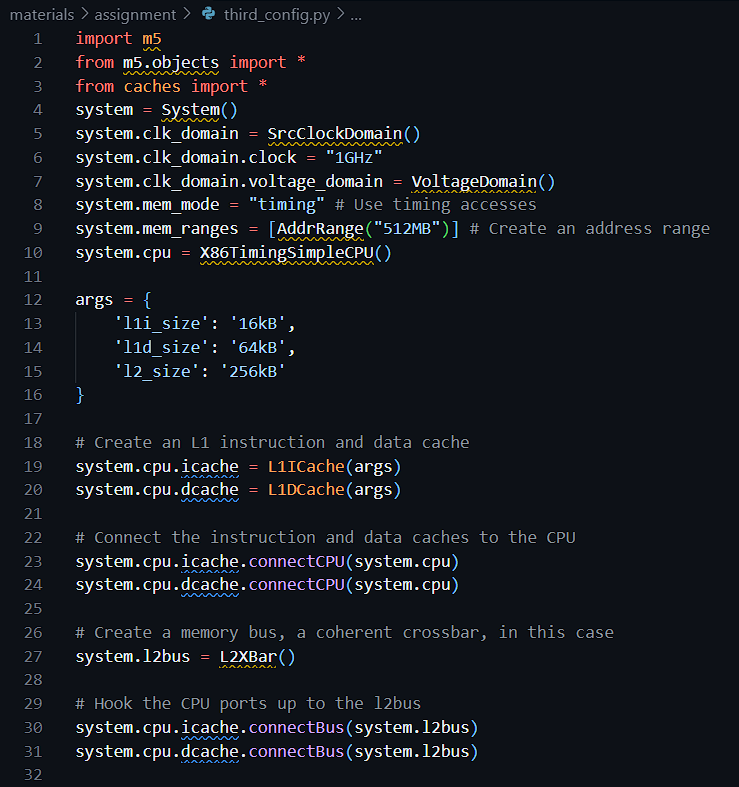 materials > assignment > third_config.py > ...
1 import m5
2 from m5.objects import *
3 from caches import *
4 system = System()
5 system.clk_domain = SrcClockDomain()
6 system.clk_domain.clock = "1GHz"
7 system.clk_domain.voltage_domain = VoltageDomain()
8 system.mem_mode = "timing" # Use timing accesses
9 system.mem_ranges = [AddrRange("512MB")] # Create an address range
10 system.cpu = X86TimingSimpleCPU()
11
12 args = {
13     'l1i_size': '16kB',
14     'l1d_size': '64kB',
15     'l2_size': '256kB'
16 }
17
18 # Create an L1 instruction and data cache
19 system.cpu.icache = L1ICache(args)
20 system.cpu.dcache = L1DCache(args)
21
22 # Connect the instruction and data caches to the CPU
23 system.cpu.icache.connectCPU(system.cpu)
24 system.cpu.dcache.connectCPU(system.cpu)
25
26 # Create a memory bus, a coherent crossbar, in this case
27 system.l2bus = L2XBar()
28
29 # Hook the CPU ports up to the l2bus
30 system.cpu.icache.connectBus(system.l2bus)
31 system.cpu.dcache.connectBus(system.l2bus)
32